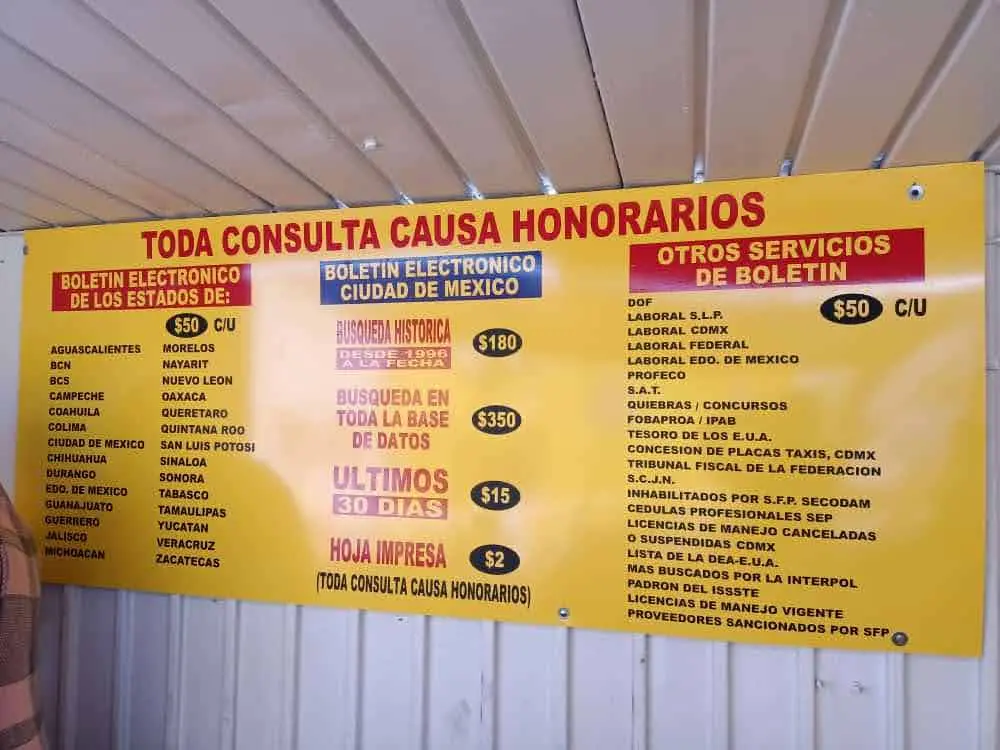 TODA CONSULTA CAUSA HONORARIOS
BOLETIN ELECTRONICO
DE LOS ESTADOS DE:
$50 C/U
AGUASCALIENTES
BCN
BCS
CAMPECHE
COAHUILA
COLIMA
CIUDAD DE MEXICO
CHIHUAHUA
DURANGO
EDO. DE MEXICO
GUANAJUATO
GUERRERO
JALISCO
MICHOACAN
MORELOS
NAYARIT
NUEVO LEON
OAXACA
QUERETARO
QUINTANA ROO
SAN LUIS POTOSI
SINALOA
SONORA
TABASCO
TAMAULIPAS
YUCATAN
VERACRUZ
ZACATECAS
BOLETIN ELECTRONICO
CIUDAD DE MEXICO
BUSQUEDA HISTORICA
DESDE 1996
A LA FECHA
$180
BUSQUEDA EN
TODA LA BASE
DE DATOS
$350
ULTIMOS
30 DIAS
$15
HOJA IMPRESA
$2
(TODA CONSULTA CAUSA HONORARIOS)
OTROS SERVICIOS
DE BOLETIN
$50 C/U
DOF
LABORAL S.L.P.
LABORAL CDMX
LABORAL FEDERAL
LABORAL EDO. DE MEXICO
PROFECO
S.A.T.
QUIEBRAS / CONCURSOS
FOBAPROA / IPAB
TESORO DE LOS E.U.A.
CONCESION DE PLACAS TAXIS, CDMX
TRIBUNAL FISCAL DE LA FEDERACION
S.C.J.N.
INHABILITADOS POR S.F.P. SECODAM
CEDULAS PROFESIONALES SEP
LICENCIAS DE MANEJO CANCELADAS
O SUSPENDIDAS CDMX
LISTA DE LA DEA-E.U.A.
MAS BUSCADOS POR LA INTERPOL
PADRON DEL ISSSTE
LICENCIAS DE MANEJO VIGENTE
PROVEEDORES SANCIONADOS POR SFP